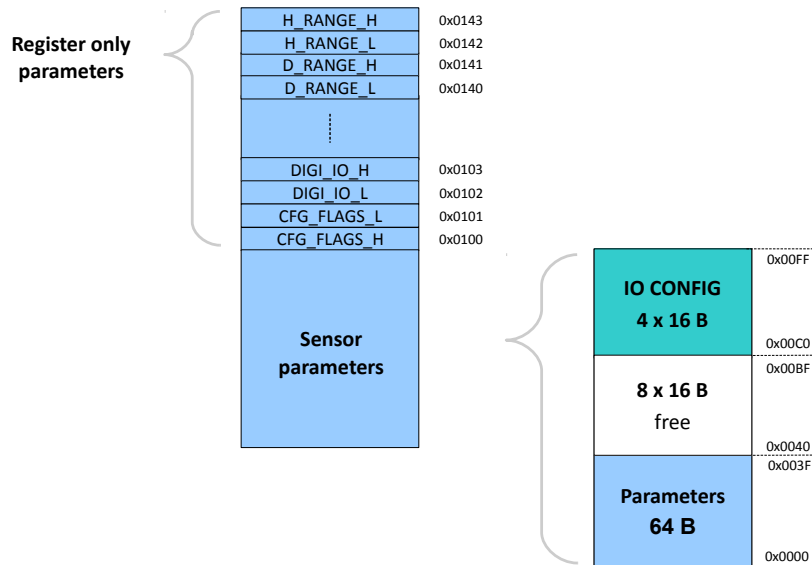 Register only
parameters
H_RANGE_H 0x0143
H_RANGE_L 0x0142
D_RANGE_H 0x0141
D_RANGE_L 0x0140
DIGI_IO_H 0x0103
DIGI_IO_L 0x0102
CFG_FLAGS_L 0x0101
CFG_FLAGS_H 0x0100
Sensor
parameters
0x00FF
IO CONFIG
4 x 16 B
0x00C0
0x00BF
8 x 16 B
free
0x0040
0x003F
Parameters
64 B
0x0000